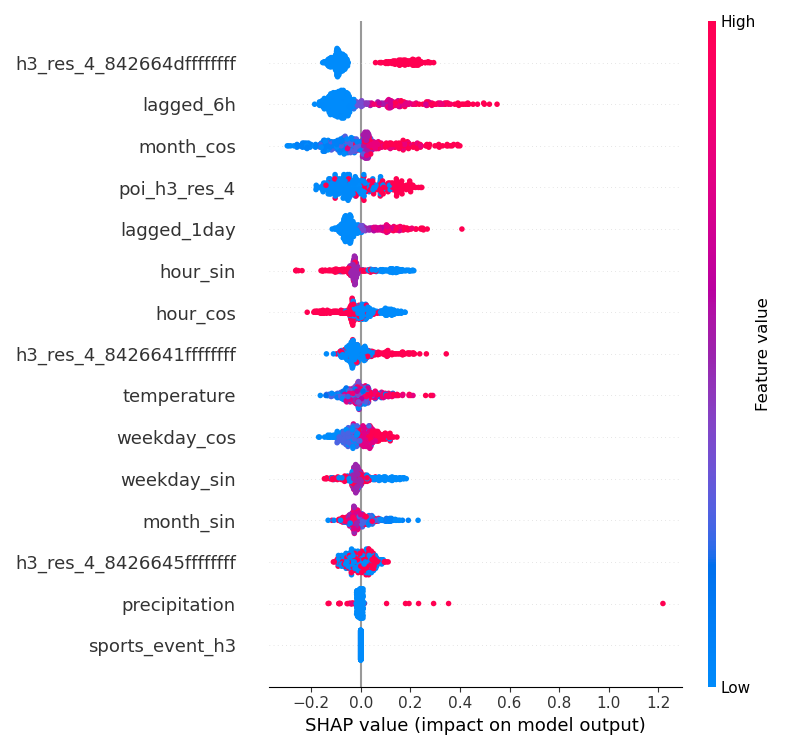 High
h3_res_4_842664dffffffff
lagged_6h
month_cos
poi_h3_res_4
lagged_1day
hour_sin
hour_cos
h3_res_4_8426641ffffffff
temperature
weekday_cos
weekday_sin
month_sin
h3_res_4_8426645ffffffff
precipitation
sports_event_h3
Feature value
Low
−0.2 0.0 0.2 0.4 0.6 0.8 1.0 1.2
SHAP value (impact on model output)